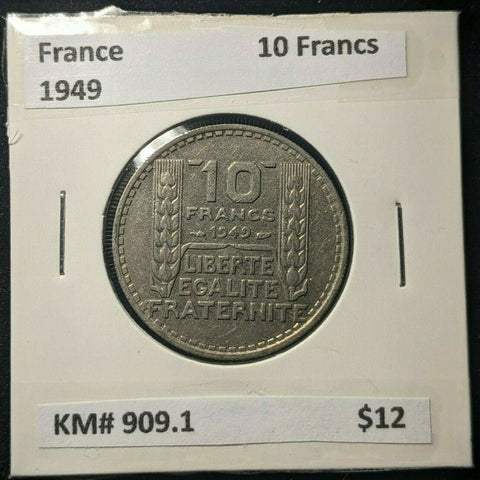 France 10 Francs
1949
10
FRANCS
1949
LIBERTE
EGALITE
FRATERNITE
KM# 909.1 $12